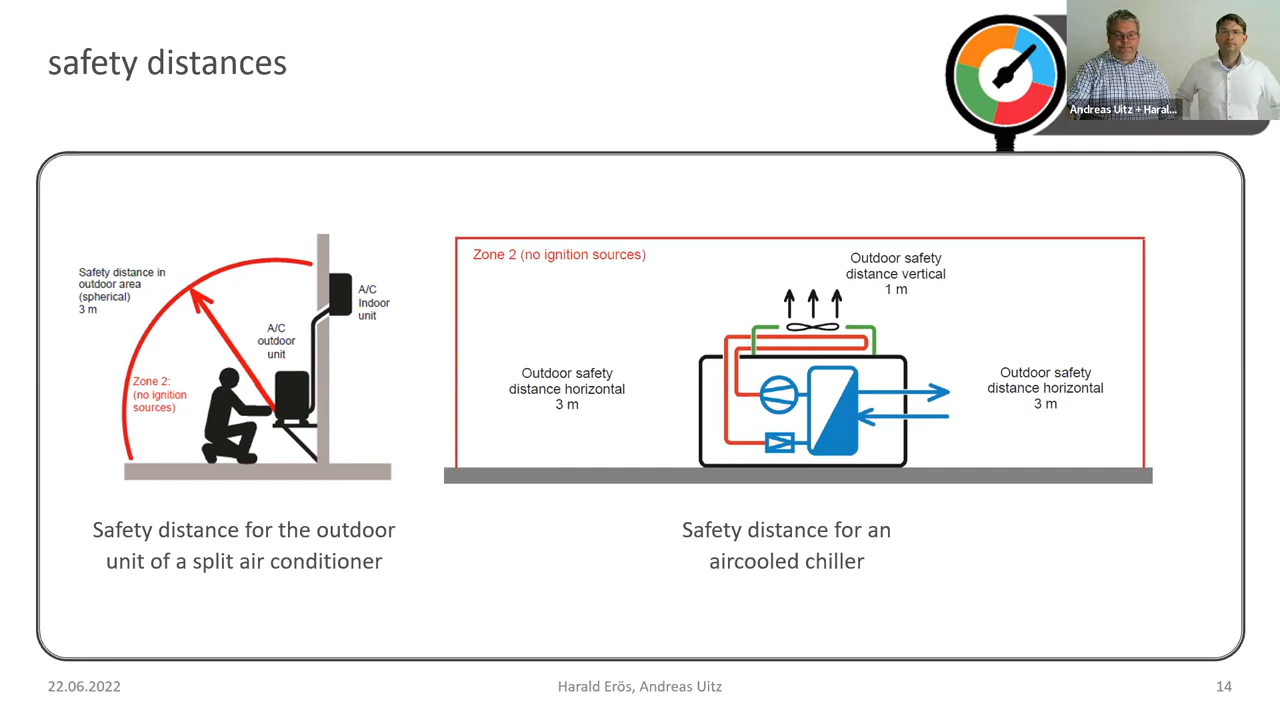 safety distances
Andreas Uitz + Haral...
Safety distance in
outdoor area
(spherical)
3 m
A/C
Indoor
unit
A/C
outdoor
unit
Zone 2:
(no ignition
sources)
Safety distance for the outdoor
unit of a split air conditioner
Zone 2 (no ignition sources)
Outdoor safety
distance vertical
1 m
Outdoor safety
distance horizontal
3 m
Outdoor safety
distance horizontal
3 m
Safety distance for an
aircooled chiller
22.06.2022
Harald Erös, Andreas Uitz
14